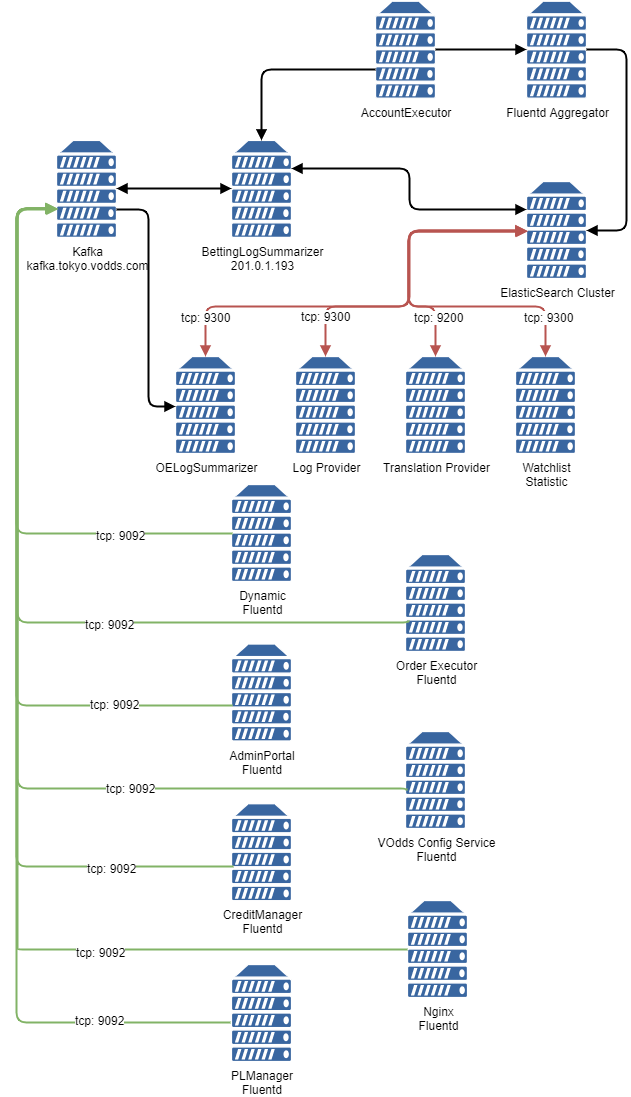 AccountExecutor
Fluentd Aggregator
Kafka
kafka.tokyo.vodds.com
BettingLogSummarizer
201.0.1.193
ElasticSearch Cluster
tcp: 9300
tcp: 9300
tcp: 9200
tcp: 9300
OELogSummarizer
Log Provider
Translation Provider
Watchlist
Statistic
tcp: 9092
Dynamic
Fluentd
tcp: 9092
Order Executor
Fluentd
tcp: 9092
AdminPortal
Fluentd
tcp: 9092
VOdds Config Service
Fluentd
tcp: 9092
CreditManager
Fluentd
tcp: 9092
Nginx
Fluentd
tcp: 9092
PLManager
Fluentd